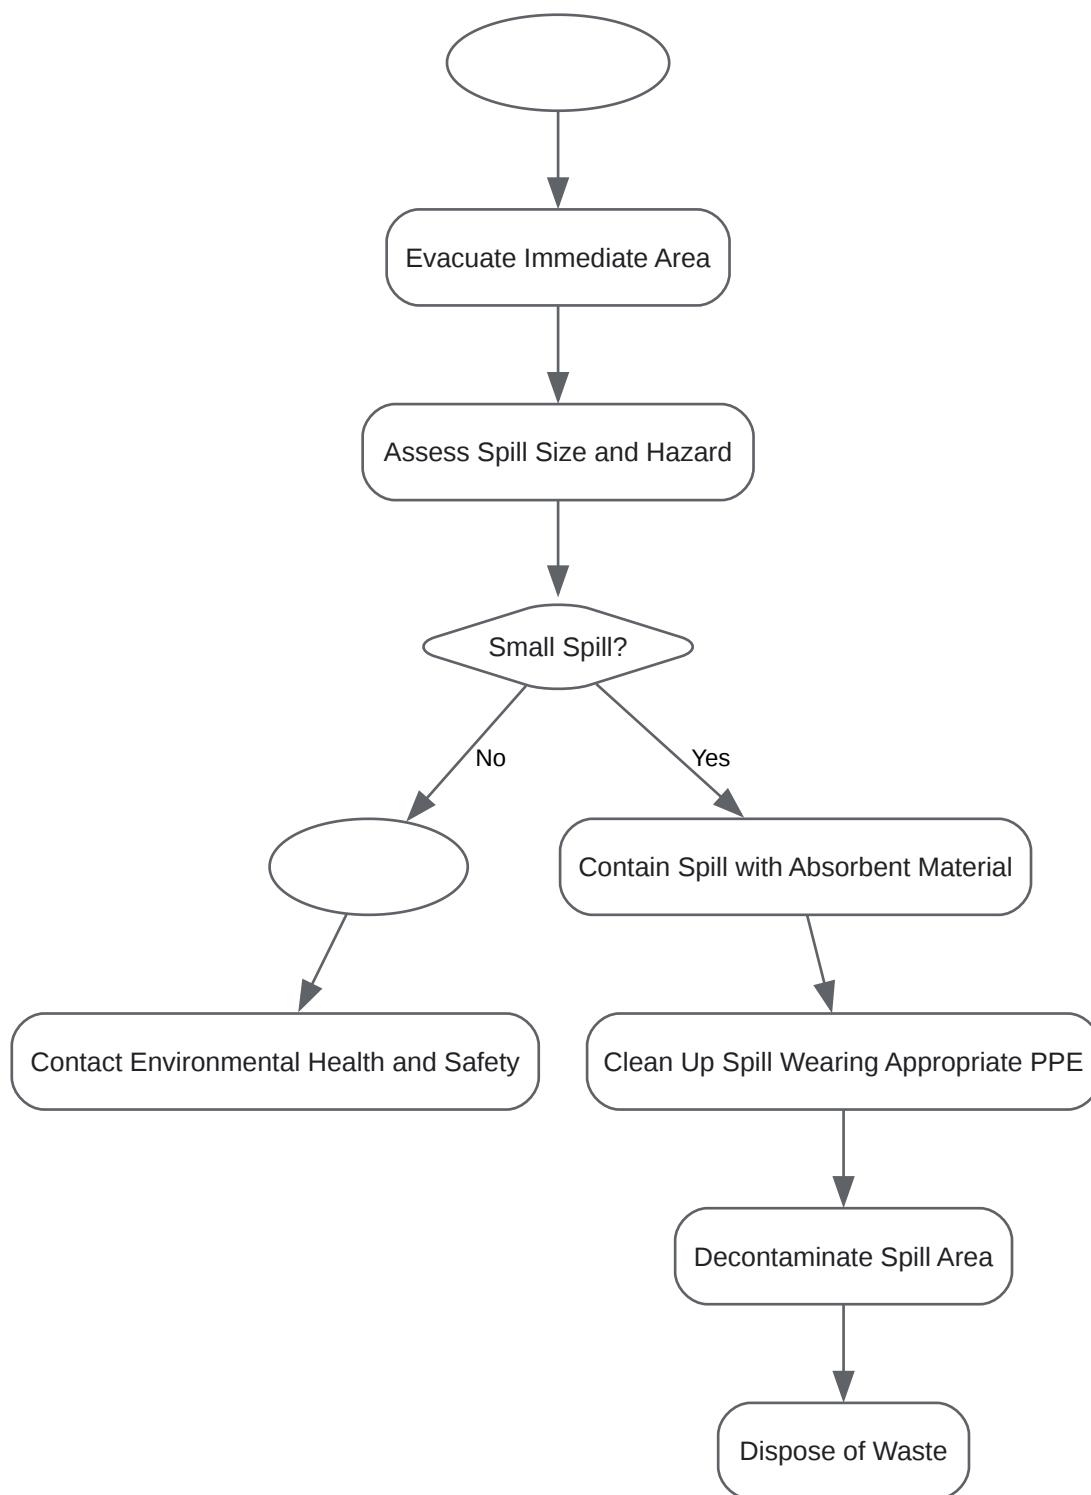 Evacuate Immediate Area
Assess Spill Size and Hazard
Small Spill?
No
Yes
Contain Spill with Absorbent Material
Contact Environmental Health and Safety
Clean Up Spill Wearing Appropriate PPE
Decontaminate Spill Area
Dispose of Waste